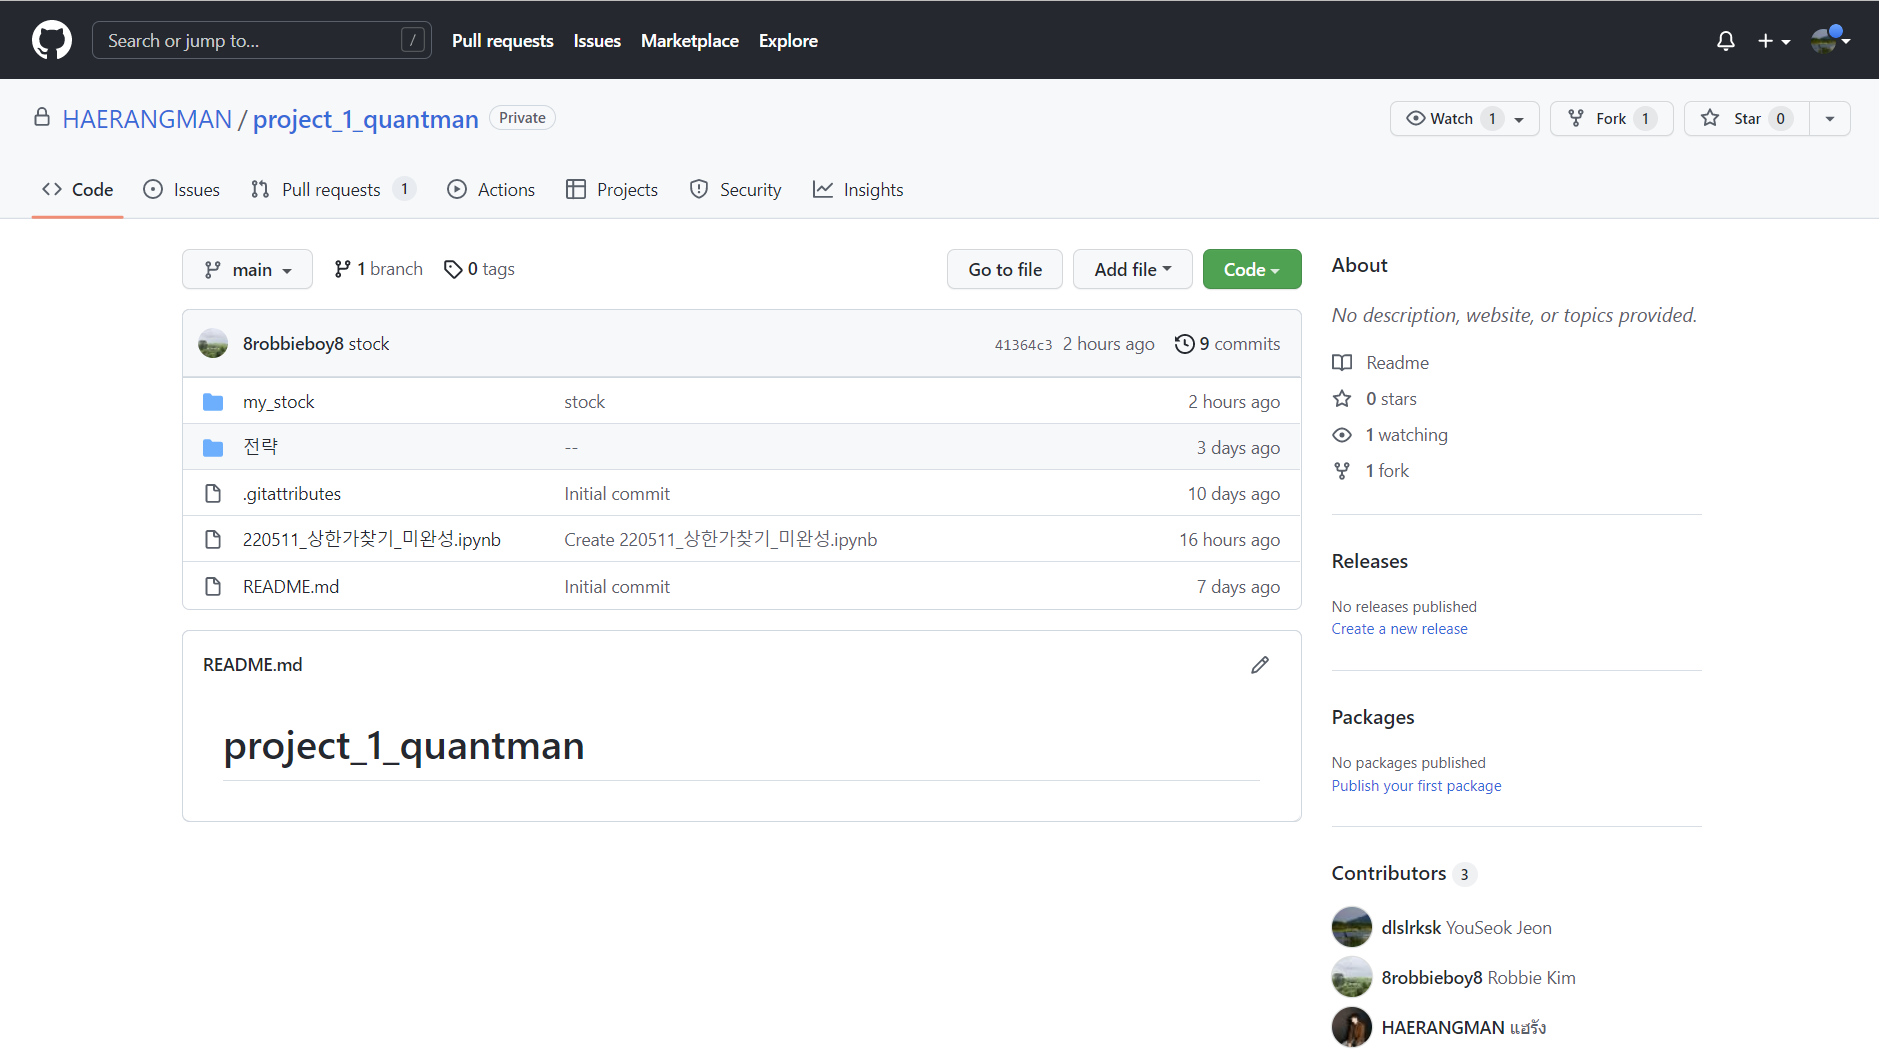 Search or jump to... /
Pull requests Issues Marketplace Explore
HAERANGMAN / project_1_quantman Private
Watch 1 Fork 1 Star 0
Code Issues Pull requests 1 Actions Projects Security Insights
main 1 branch 0 tags Go to file Add file Code
8robbieboy8 stock 41364c3 2 hours ago 9 commits
my_stock stock 2 hours ago
전략 -- 3 days ago
.gitattributes Initial commit 10 days ago
220511_상한가찾기_미완성.ipynb Create 220511_상한가찾기_미완성.ipynb 16 hours ago
README.md Initial commit 7 days ago
README.md
project_1_quantman
About
No description, website, or topics provided.
Readme
0 stars
1 watching
1 fork
Releases
No releases published
Create a new release
Packages
No packages published
Publish your first package
Contributors 3
dlslrksk YouSeok Jeon
8robbieboy8 Robbie Kim
HAERANGMAN แฮรัง